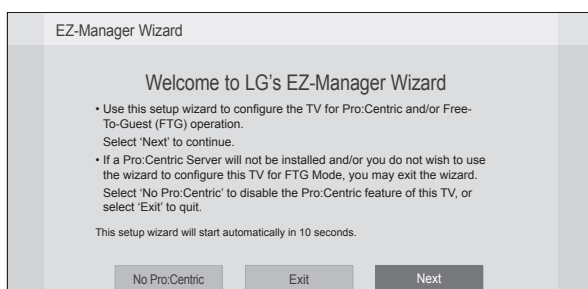 EZ-Manager Wizard
Welcome to LG's EZ-Manager Wizard
• Use this setup wizard to configure the TV for Pro:Centric and/or Free-
To-Guest (FTG) operation.
Select ‘Next’ to continue.
• If a Pro:Centric Server will not be installed and/or you do not wish to use
the wizard to configure this TV for FTG Mode, you may exit the wizard.
Select ‘No Pro:Centric’ to disable the Pro:Centric feature of this TV, or
select ‘Exit’ to quit.
This setup wizard will start automatically in 10 seconds.
No Pro:Centric Exit Next